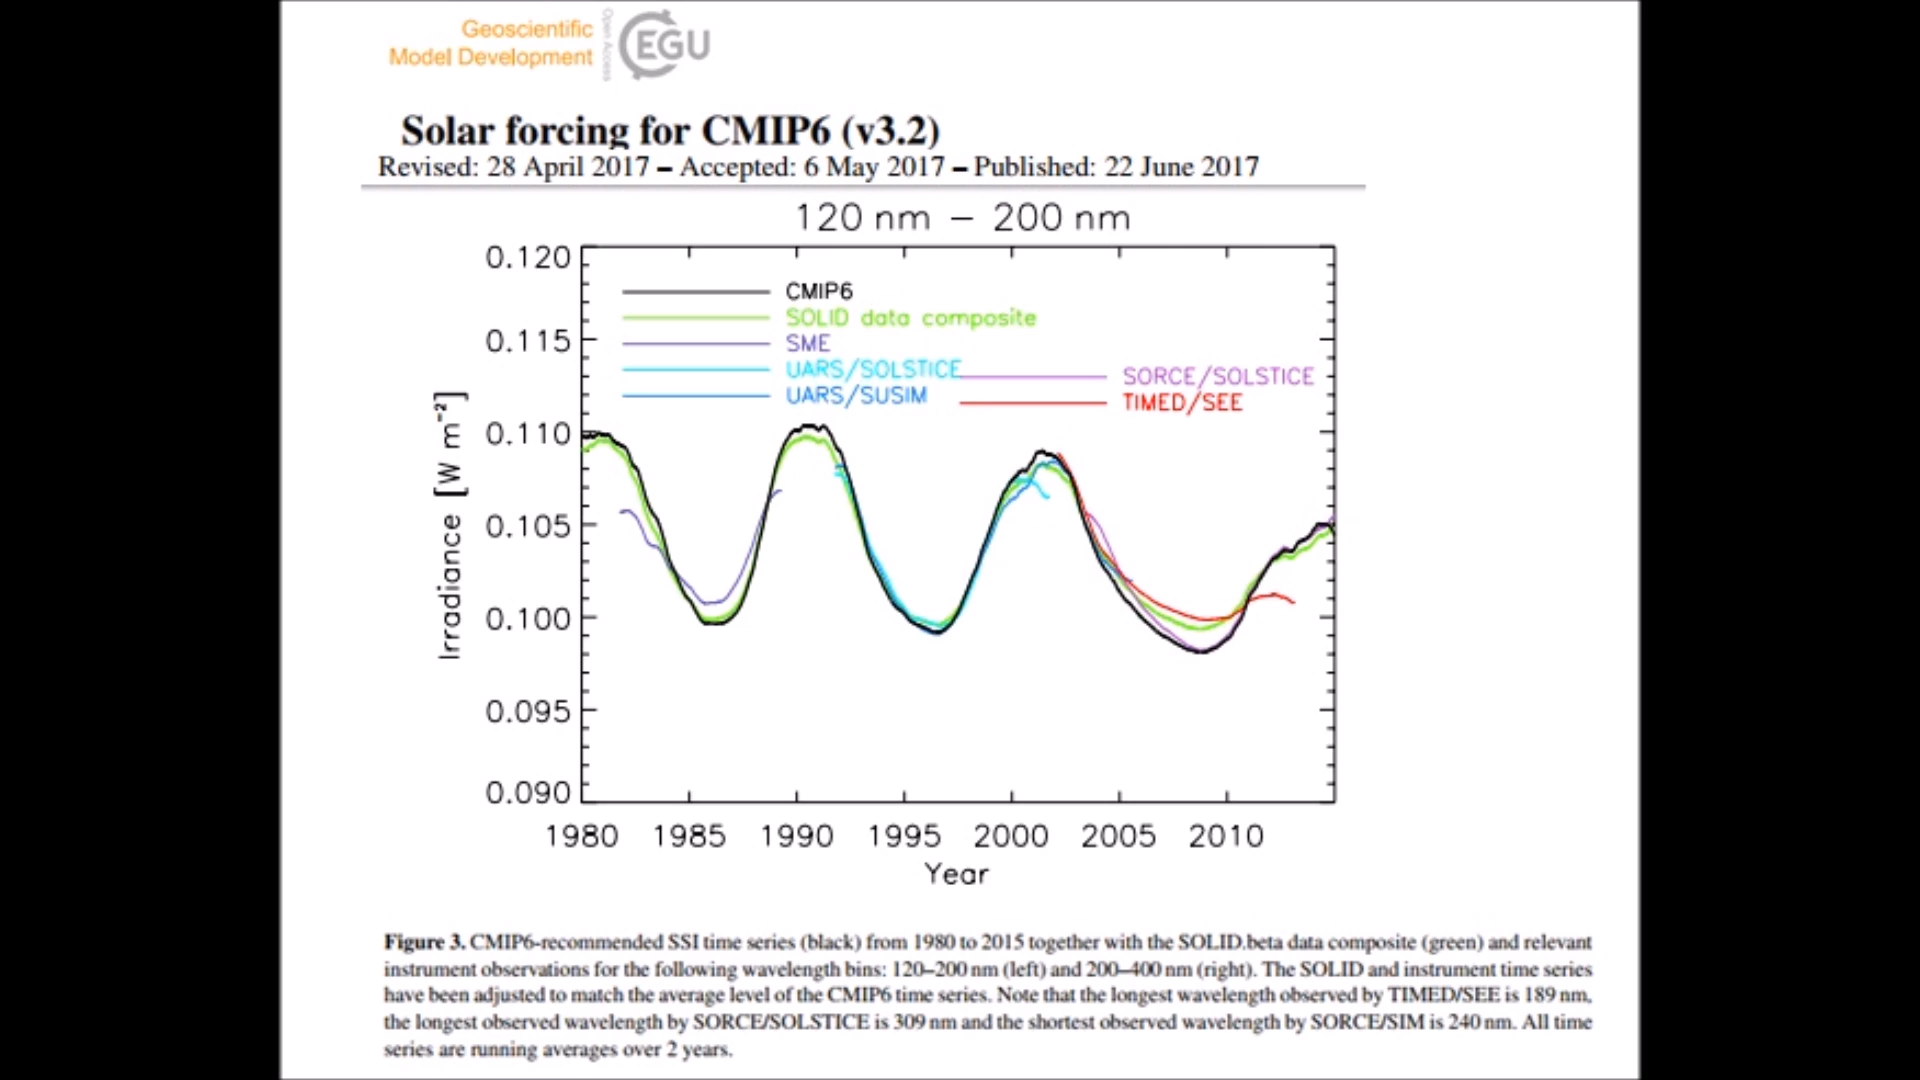 Geoscientific
Model Development
Open Access
EGU
Solar forcing for CMIP6 (v3.2)
Revised: 28 April 2017 – Accepted: 6 May 2017 – Published: 22 June 2017
120 nm – 200 nm
0.120
0.115
0.110
0.105
0.100
0.095
0.090
Irradiance [W m⁻²]
CMIP6
SOLID data composite
SME
UARS/SOLSTICE
UARS/SUSIM
SORCE/SOLSTICE
TIMED/SEE
1980 1985 1990 1995 2000 2005 2010
Year
Figure 3. CMIP6-recommended SSI time series (black) from 1980 to 2015 together with the SOLID.beta data composite (green) and relevant
instrument observations for the following wavelength bins: 120–200 nm (left) and 200–400 nm (right). The SOLID and instrument time series
have been adjusted to match the average level of the CMIP6 time series. Note that the longest wavelength observed by TIMED/SEE is 189 nm,
the longest observed wavelength by SORCE/SOLSTICE is 309 nm and the shortest observed wavelength by SORCE/SIM is 240 nm. All time
series are running averages over 2 years.